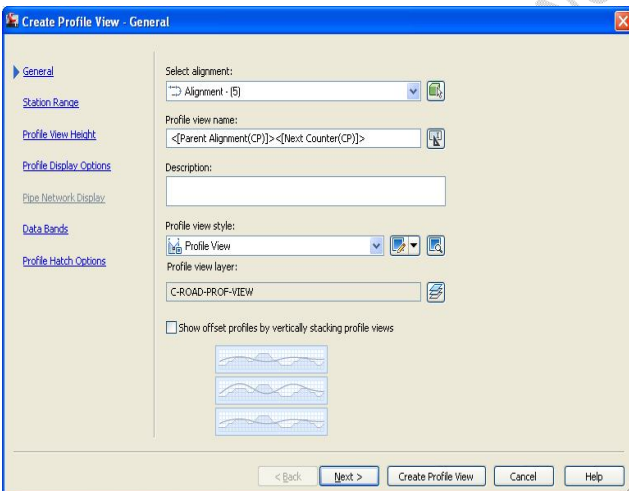 Create Profile View - General
General
Station Range
Profile View Height
Profile Display Options
Pipe Network Display
Data Bands
Profile Hatch Options
Select alignment:
Alignment - (5)
Profile view name:
<[Parent Alignment(CP)]><[Next Counter(CP)]>
Description:
Profile view style:
Profile View
Profile view layer:
C-ROAD-PROF-VIEW
Show offset profiles by vertically stacking profile views
< Back
Next >
Create Profile View
Cancel
Help